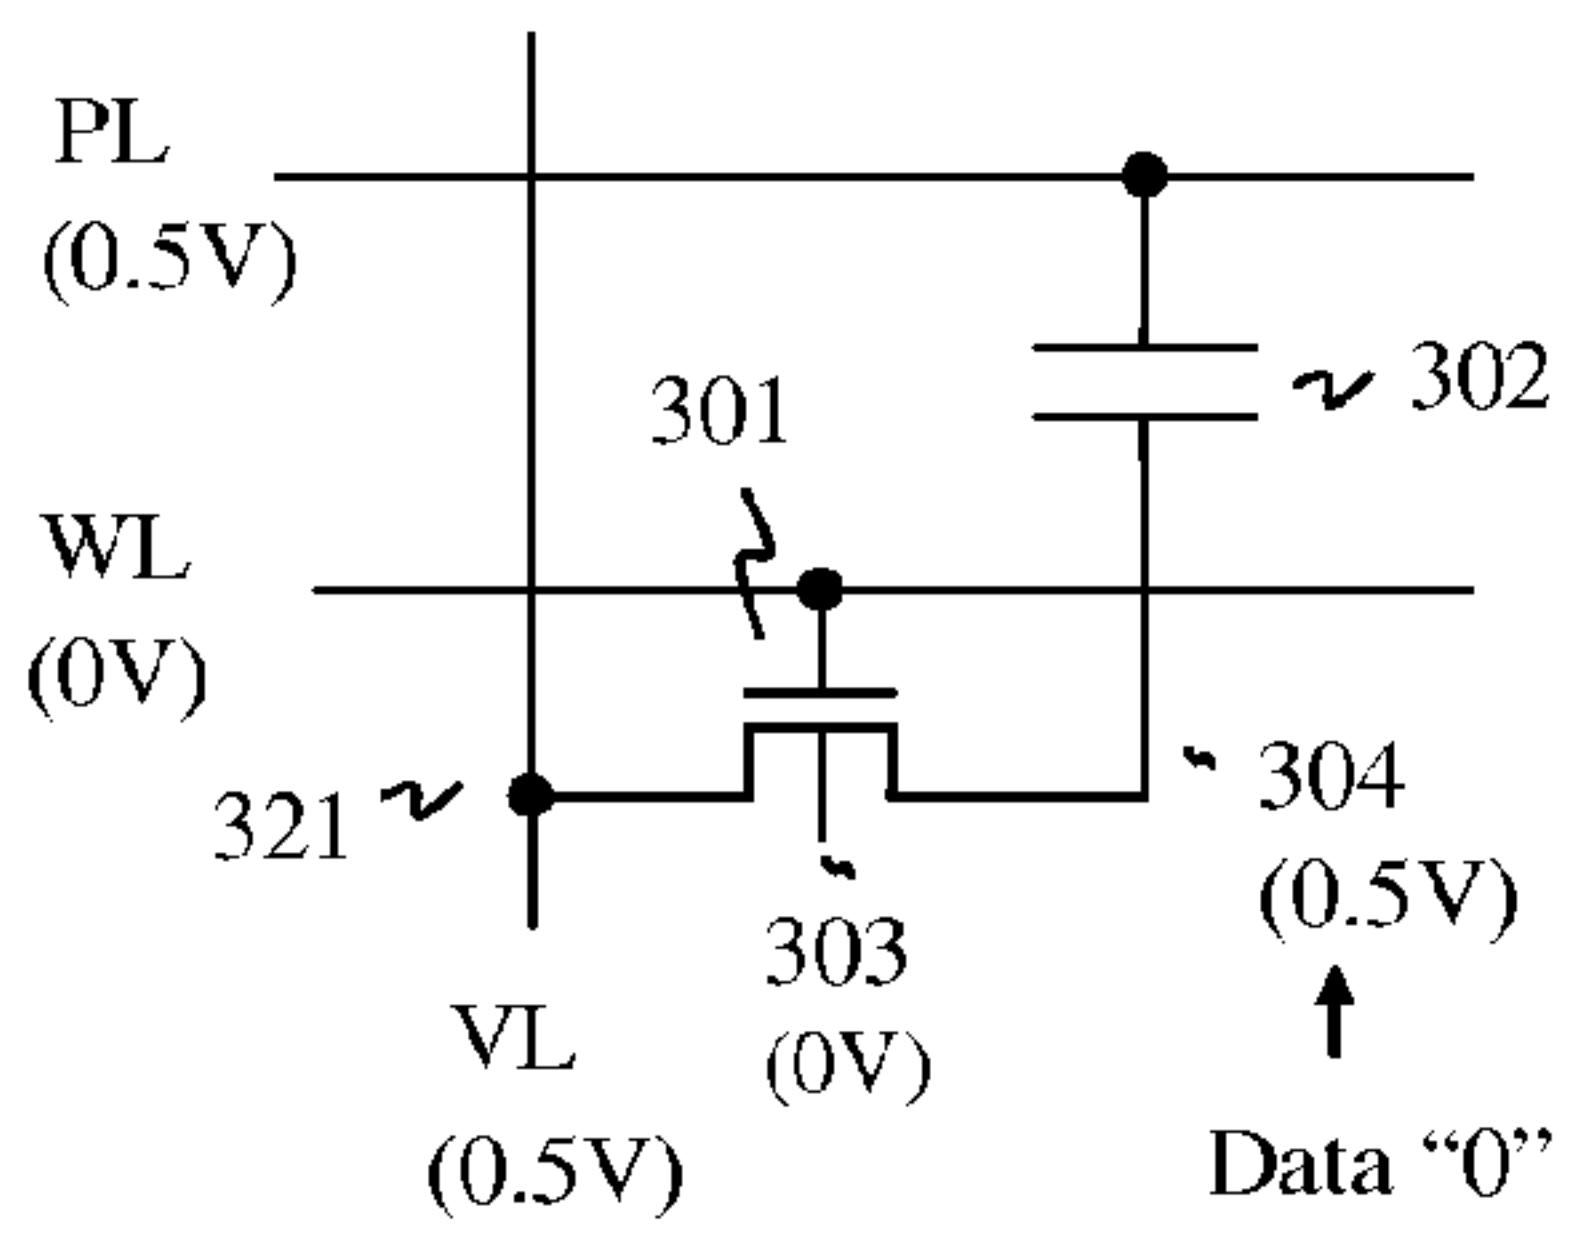 PL
(0.5V)
302
301
WL
(0V)
321
304
(0.5V)
303
(0V)
VL
(0.5V)
Data “0”